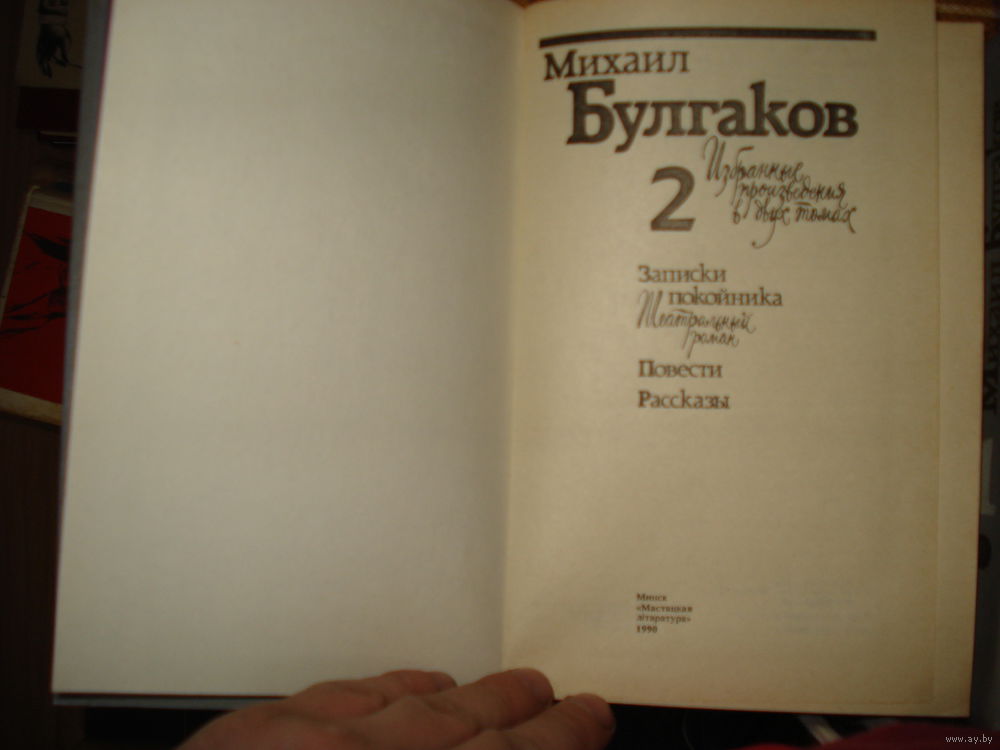 Михаил
Булгаков
2
Избранные
произведения
в двух томах
Записки
покойника
Театральный
роман
Повести
Рассказы
Минск
«Мастацкая
літаратура»
1990
www.ay.by